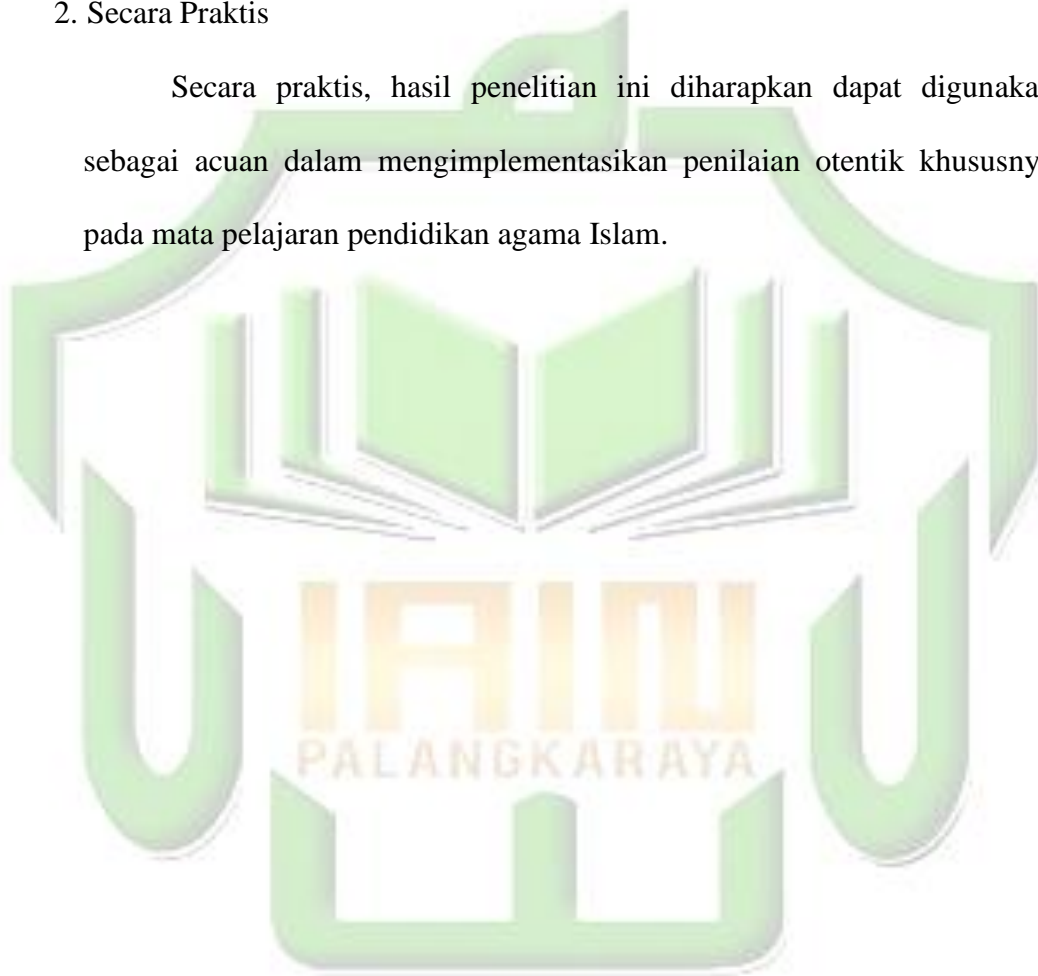 2. Secara Praktis
Secara praktis, hasil penelitian ini diharapkan dapat digunaka
sebagai acuan dalam mengimplementasikan penilaian otentik khususny
pada mata pelajaran pendidikan agama Islam.
IAIN
PALANGKARAYA